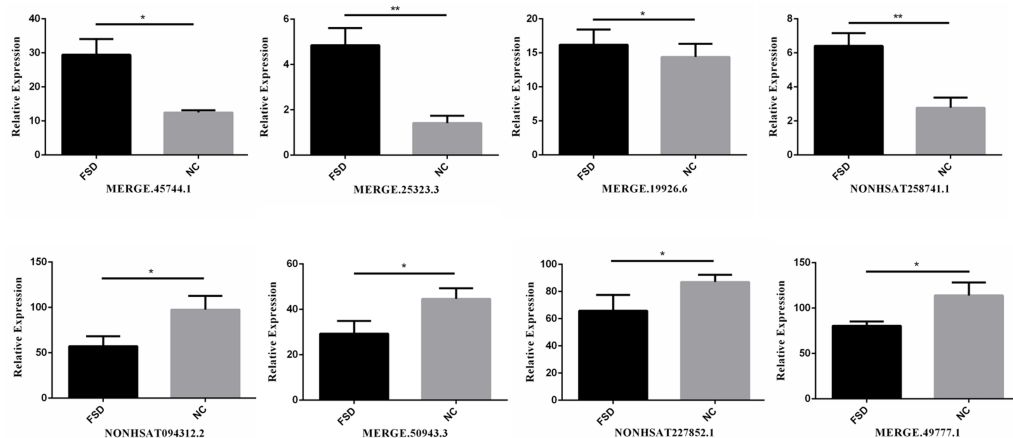 Relative Expression
40
30
20
10
0
*
FSD
NC
MERGE.45744.1
Relative Expression
6
4
2
0
**
FSD
NC
MERGE.25323.3
Relative Expression
20
15
10
5
0
*
FSD
NC
MERGE.19926.6
Relative Expression
8
6
4
2
0
**
FSD
NC
NONHSAT258741.1
Relative Expression
150
100
50
0
*
FSD
NC
NONHSAT094312.2
Relative Expression
60
40
20
0
*
FSD
NC
MERGE.50943.3
Relative Expression
100
80
60
40
20
0
*
FSD
NC
NONHSAT227852.1
Relative Expression
150
100
50
0
*
FSD
NC
MERGE.49777.1